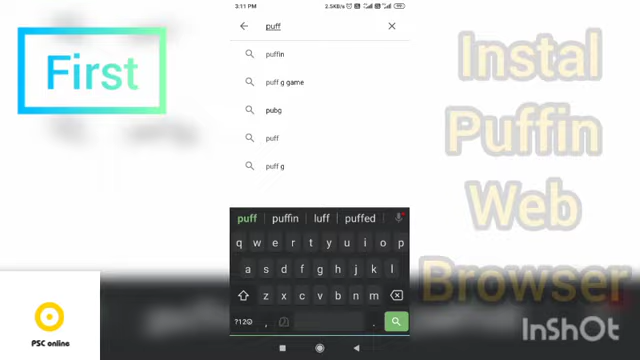 3:11 PM
2.5KB/s
puff
puffin
puff g game
pubg
puff
puff g
puff puffin luff puffed
q w e r t y u i o p
a s d f g h j k l
z x c v b n m
?12 , .
First
Instal
Puffin
Web
Browser
PSC online
InShOt